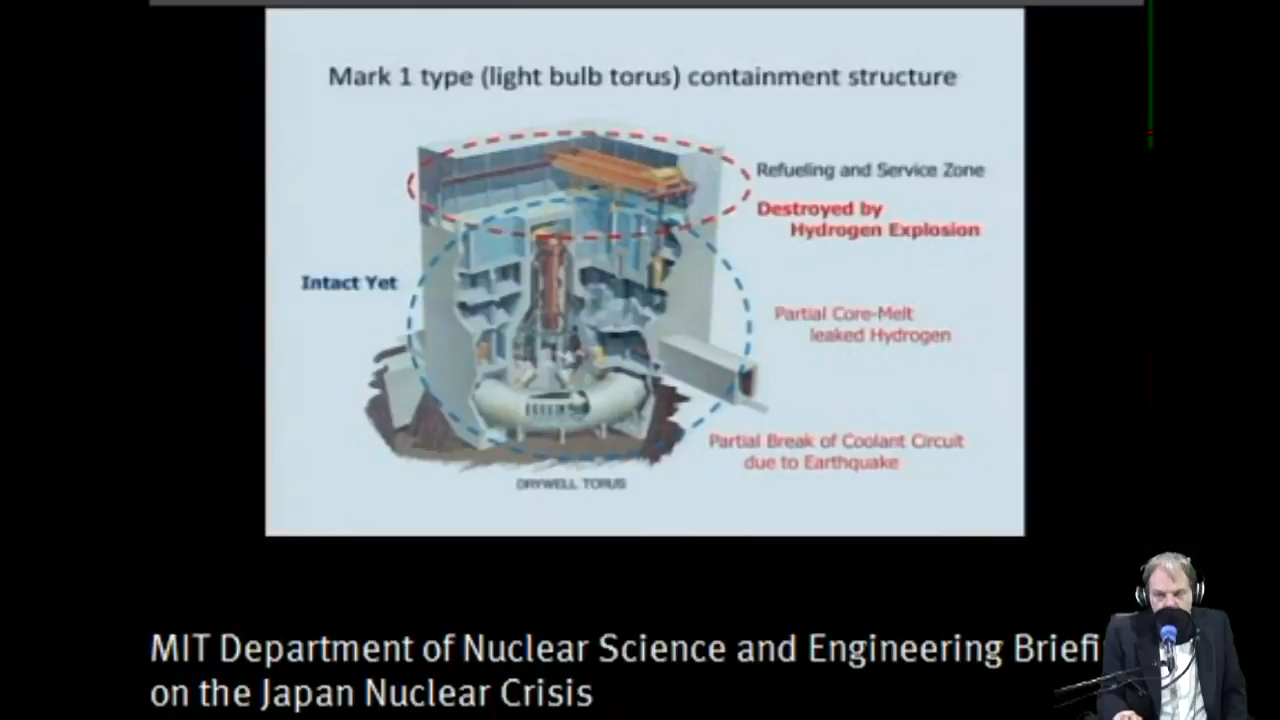 Mark 1 type (light bulb torus) containment structure
Refueling and Service Zone
Destroyed by
Hydrogen Explosion
Intact Yet
Partial Core-Melt
leaked Hydrogen
Partial Break of Coolant Circuit
due to Earthquake
DRYWELL TORUS
MIT Department of Nuclear Science and Engineering Briefi
on the Japan Nuclear Crisis